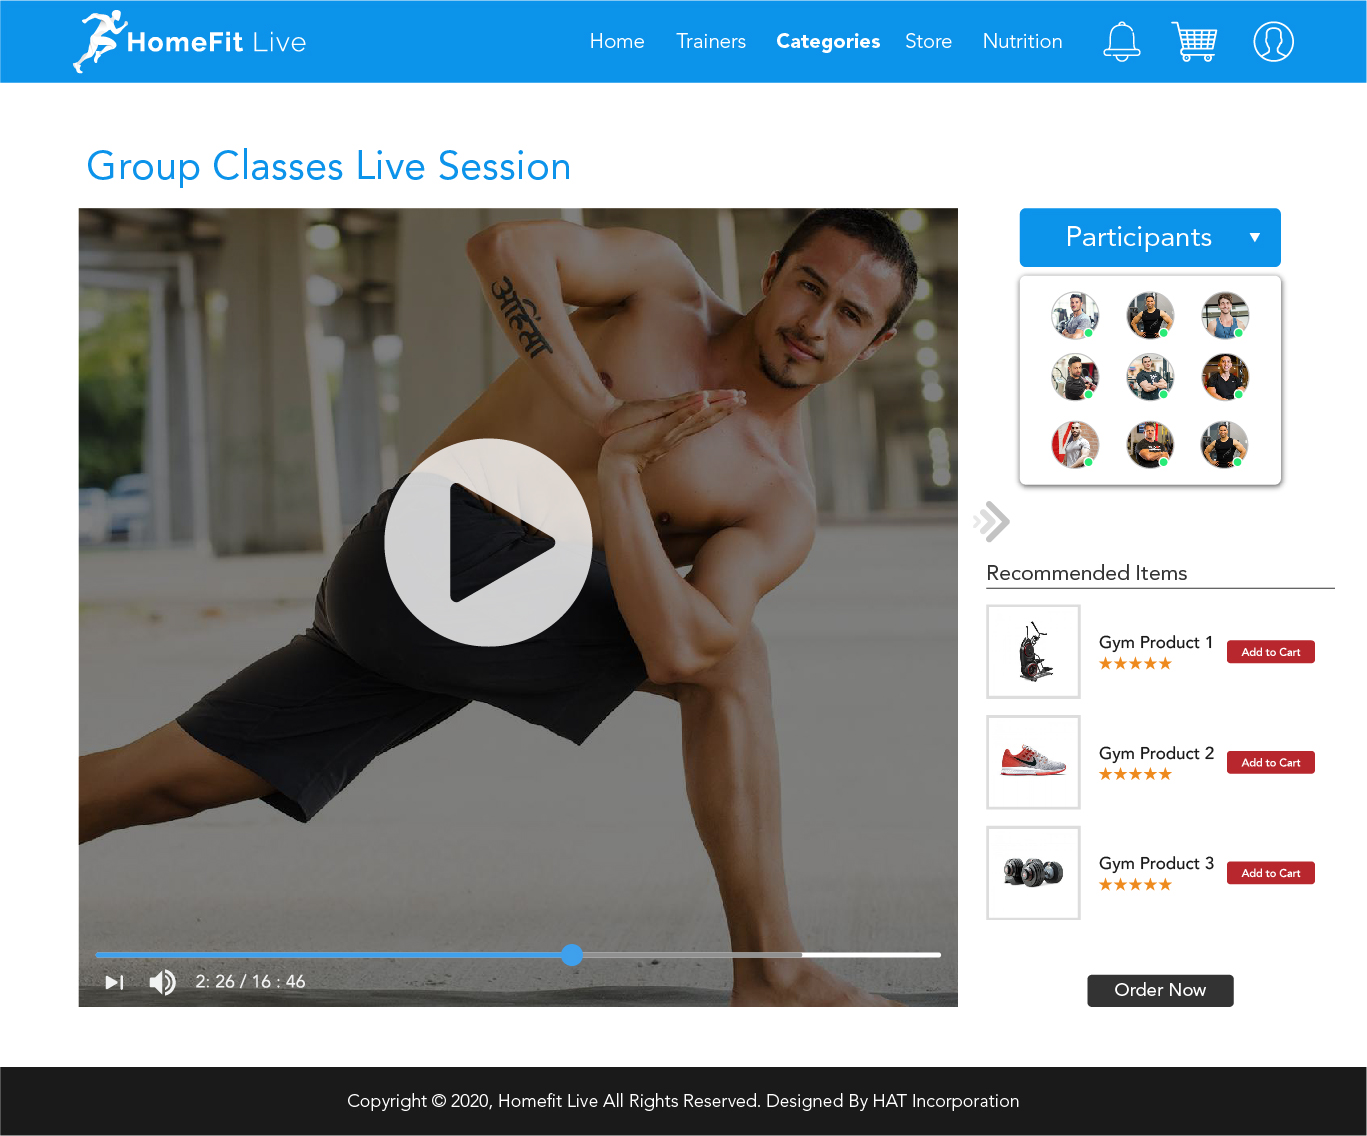 HomeFit Live
Home Trainers Categories Store Nutrition
Group Classes Live Session
अहिंसा
Participants
Recommended Items
Gym Product 1
Add to Cart
Gym Product 2
Add to Cart
Gym Product 3
Add to Cart
2: 26 / 16 : 46
Order Now
Copyright © 2020, Homefit Live All Rights Reserved. Designed By HAT Incorporation